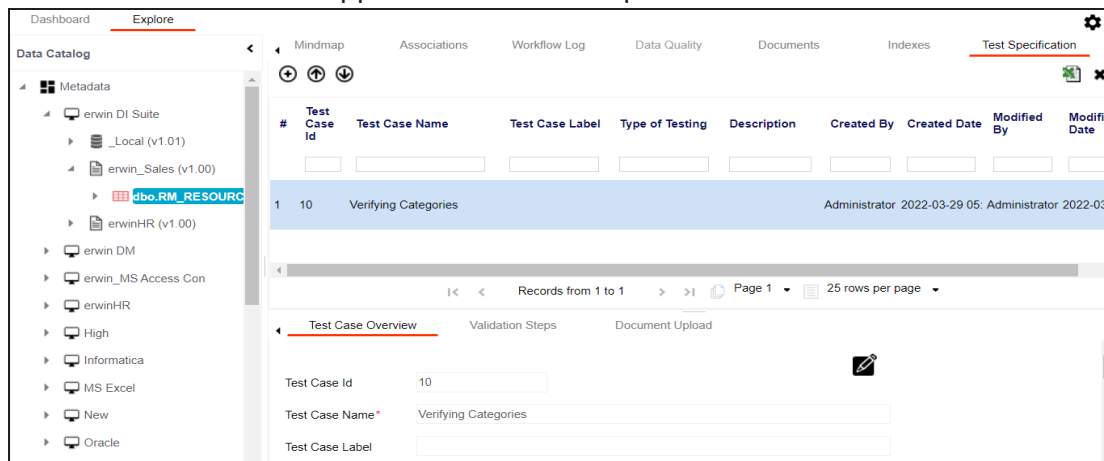 Dashboard Explore
Data Catalog
Mindmap Associations Workflow Log Data Quality Documents Indexes Test Specification
Metadata
erwin DI Suite
_Local (v1.01)
erwin_Sales (v1.00)
dbo.RM_RESOURC
erwinHR (v1.00)
erwin DM
erwin_MS Access Con
erwinHR
High
Informatica
MS Excel
New
Oracle
# Test Case Id Test Case Name Test Case Label Type of Testing Description Created By Created Date Modified By Modifi Date
1 10 Verifying Categories Administrator 2022-03-29 05: Administrator 2022-03
Records from 1 to 1 Page 1 25 rows per page
Test Case Overview Validation Steps Document Upload
Test Case Id 10
Test Case Name* Verifying Categories
Test Case Label